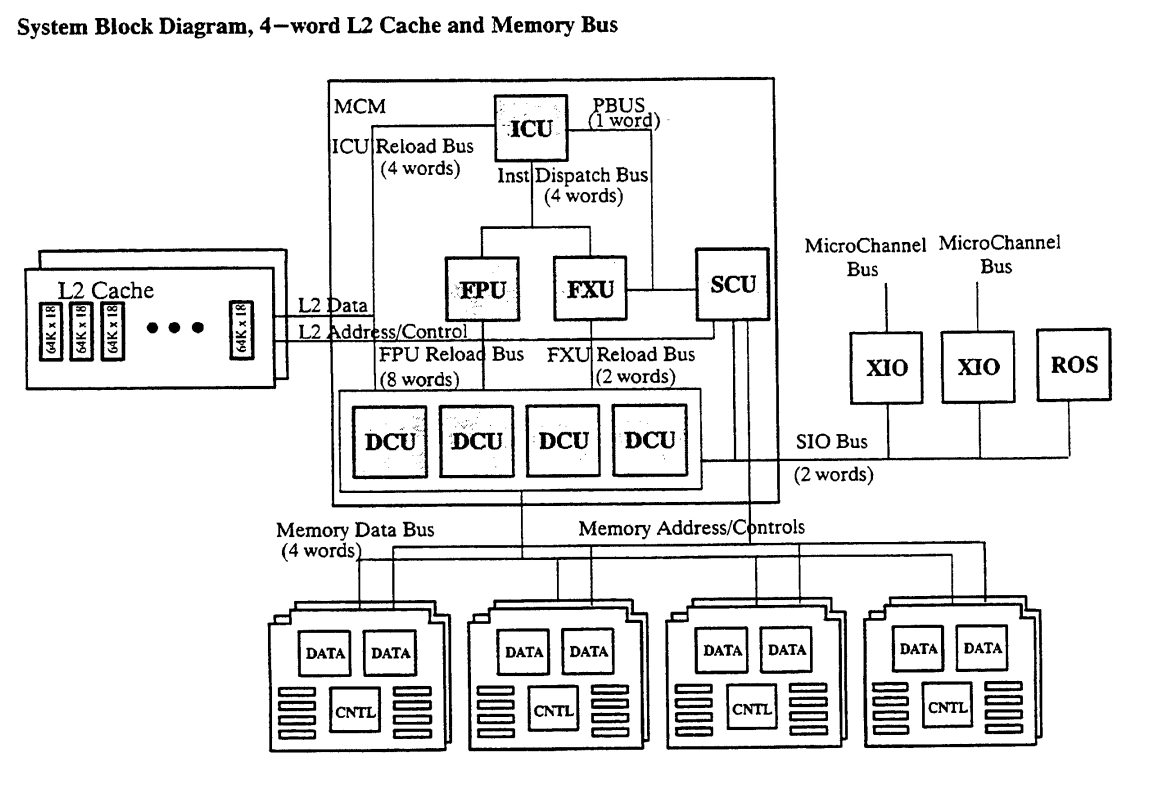 System Block Diagram, 4-word L2 Cache and Memory Bus
MCM
ICU
PBUS
(1 word)
ICU Reload Bus
(4 words)
Inst Dispatch Bus
(4 words)
MicroChannel
Bus
MicroChannel
Bus
L2 Cache
64K x 18
64K x 18
64K x 18
64K x 18
FPU
FXU
SCU
L2 Data
L2 Address/Control
FPU Reload Bus
(8 words)
FXU Reload Bus
(2 words)
XIO
XIO
ROS
DCU
DCU
DCU
DCU
SIO Bus
(2 words)
Memory Data Bus
(4 words)
Memory Address/Controls
DATA
DATA
CNTL
DATA
DATA
CNTL
DATA
DATA
CNTL
DATA
DATA
CNTL